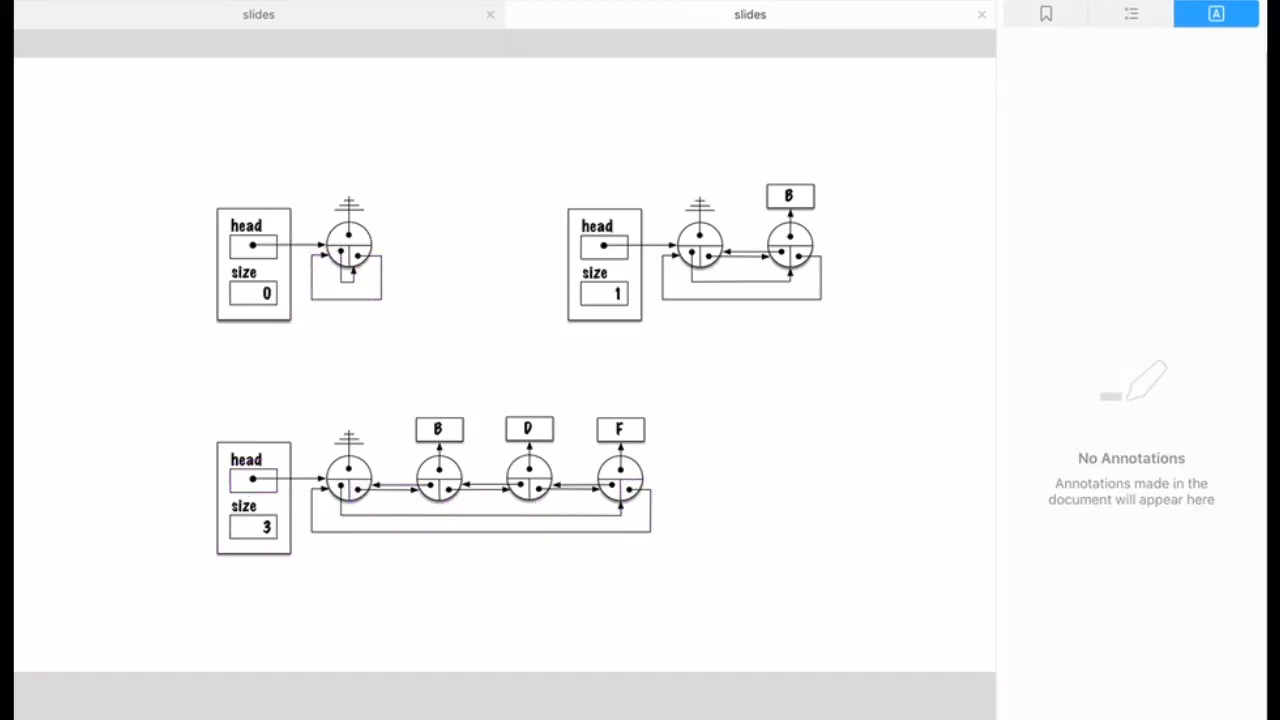 slides
slides
B
head
size
0
head
size
1
B
D
F
head
size
3
No Annotations
Annotations made in the
document will appear here